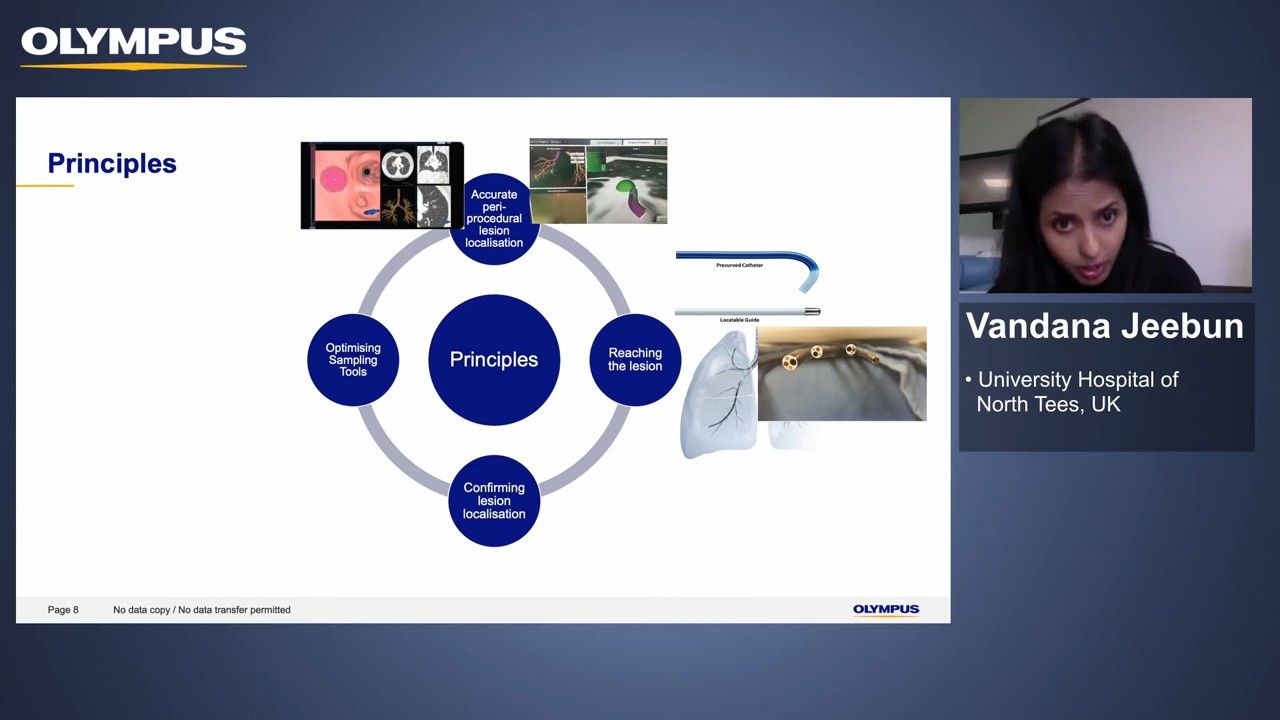 OLYMPUS
Principles
Accurate
peri-
procedural
lesion
localisation
Precurved Catheter
Locatable Guide
Optimising
Sampling
Tools
Principles
Reaching
the lesion
Confirming
lesion
localisation
Vandana Jeebun
• University Hospital of
North Tees, UK
Page 8
No data copy / No data transfer permitted
OLYMPUS